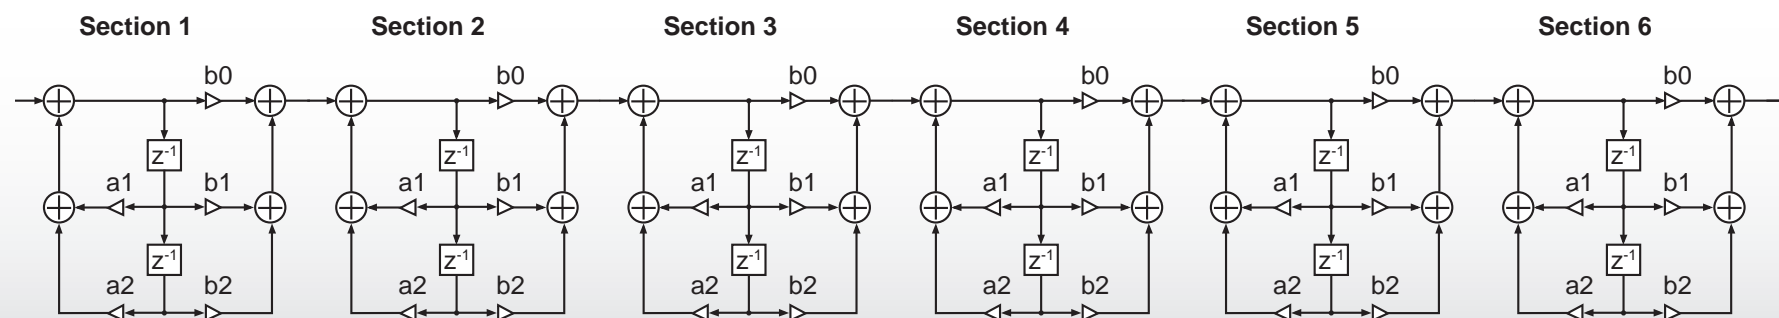 Section 1 Section 2 Section 3 Section 4 Section 5 Section 6
b0 b0 b0 b0 b0 b0
z-1 z-1 z-1 z-1 z-1 z-1
a1 b1 a1 b1 a1 b1 a1 b1 a1 b1 a1 b1
z-1 z-1 z-1 z-1 z-1 z-1
a2 b2 a2 b2 a2 b2 a2 b2 a2 b2 a2 b2